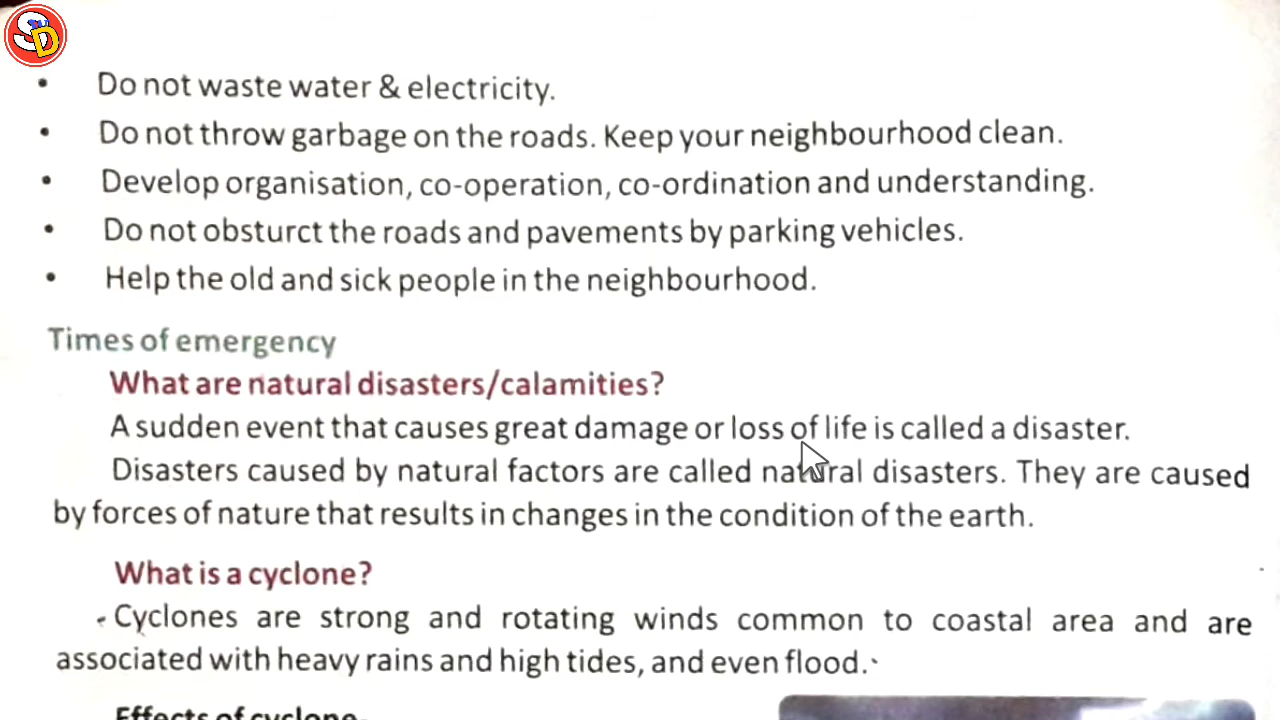 SD
• Do not waste water & electricity.
• Do not throw garbage on the roads. Keep your neighbourhood clean.
• Develop organisation, co-operation, co-ordination and understanding.
• Do not obsturct the roads and pavements by parking vehicles.
• Help the old and sick people in the neighbourhood.
Times of emergency
What are natural disasters/calamities?
A sudden event that causes great damage or loss of life is called a disaster.
Disasters caused by natural factors are called natural disasters. They are caused
by forces of nature that results in changes in the condition of the earth.
What is a cyclone?
Cyclones are strong and rotating winds common to coastal area and are
associated with heavy rains and high tides, and even flood.
Effects of cyclone